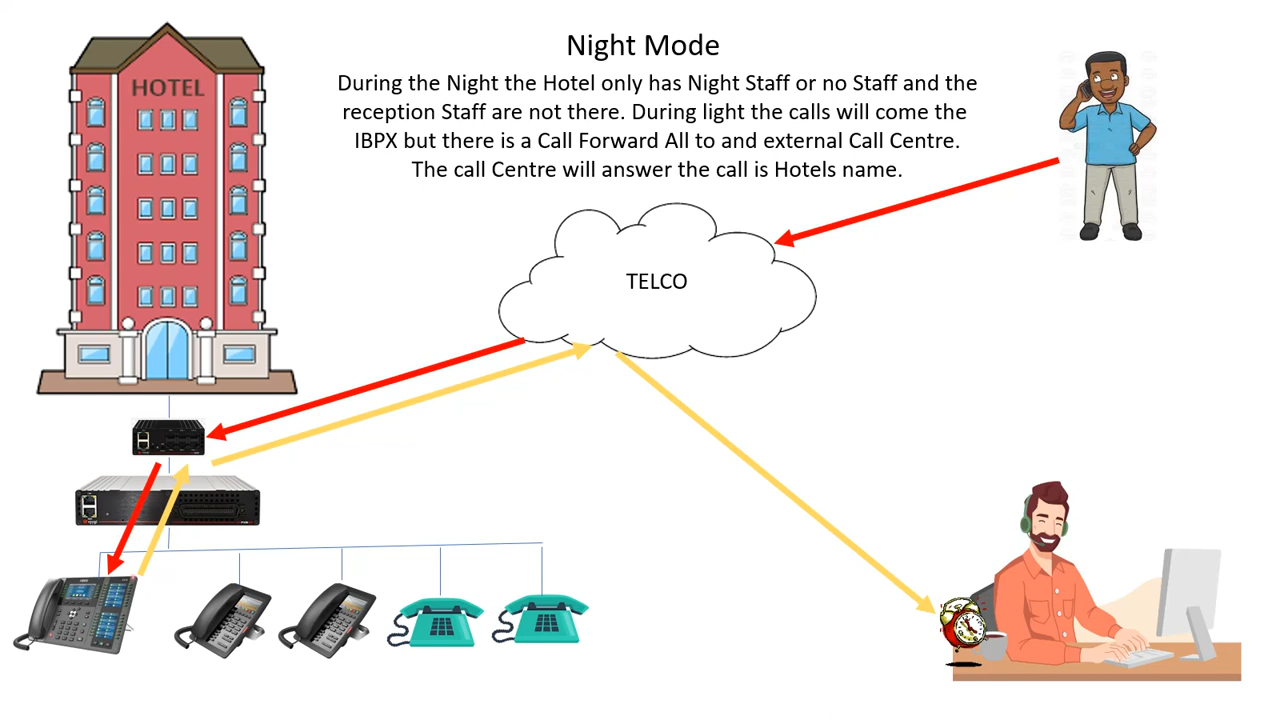 Night Mode
During the Night the Hotel only has Night Staff or no Staff and the
reception Staff are not there. During light the calls will come the
IBPX but there is a Call Forward All to and external Call Centre.
The call Centre will answer the call is Hotels name.
HOTEL
TELCO